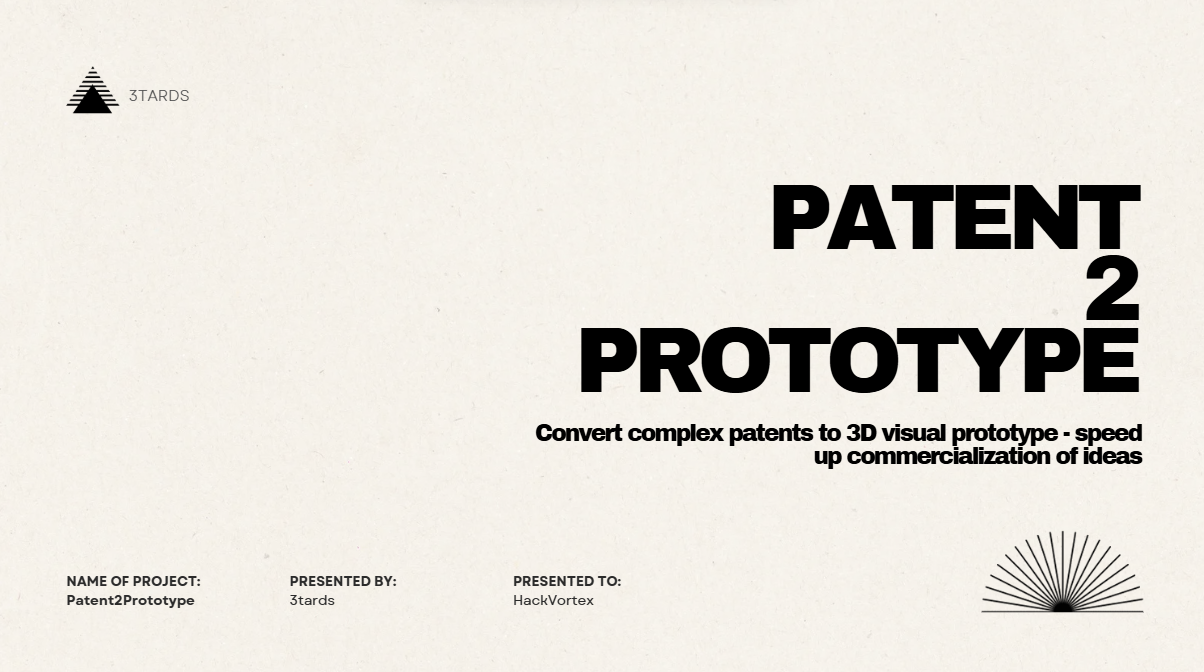 3TARDS
PATENT
2
PROTOTYPE
Convert complex patents to 3D visual prototype - speed
up commercialization of ideas
NAME OF PROJECT:
Patent2Prototype
PRESENTED BY:
3tards
PRESENTED TO:
HackVortex